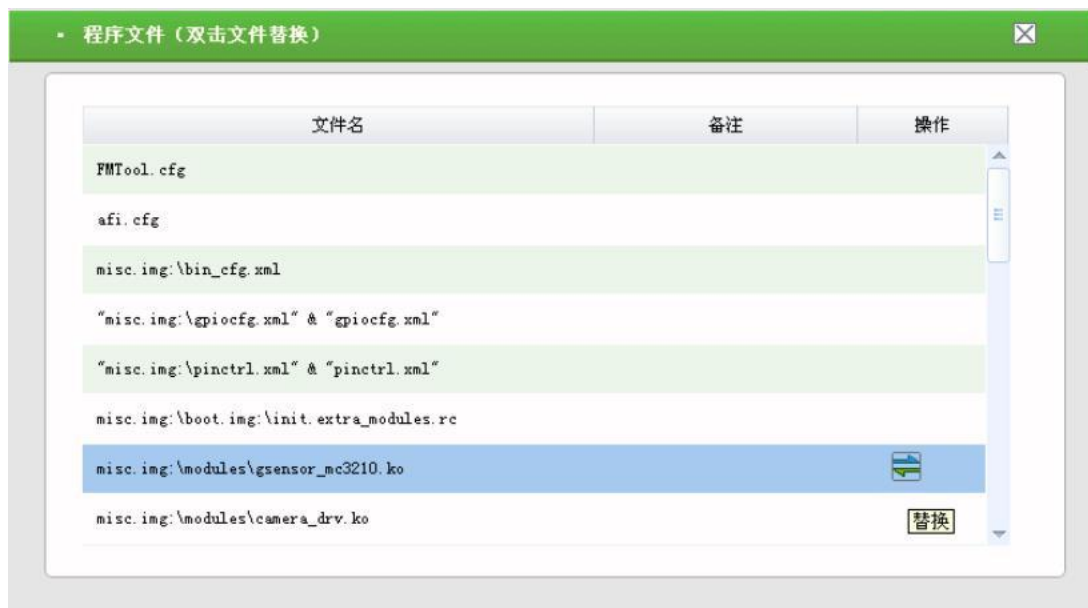 ▪ 程序文件（双击文件替换）
文件名 备注 操作
FMTool.cfg
afi.cfg
misc.img:\bin_cfg.xml
"misc.img:\gpiocfg.xml" & "gpiocfg.xml"
"misc.img:\pinctrl.xml" & "pinctrl.xml"
misc.img:\boot.img:\init.extra_modules.rc
misc.img:\modules\gsensor_mc3210.ko
misc.img:\modules\camera_drv.ko
替换